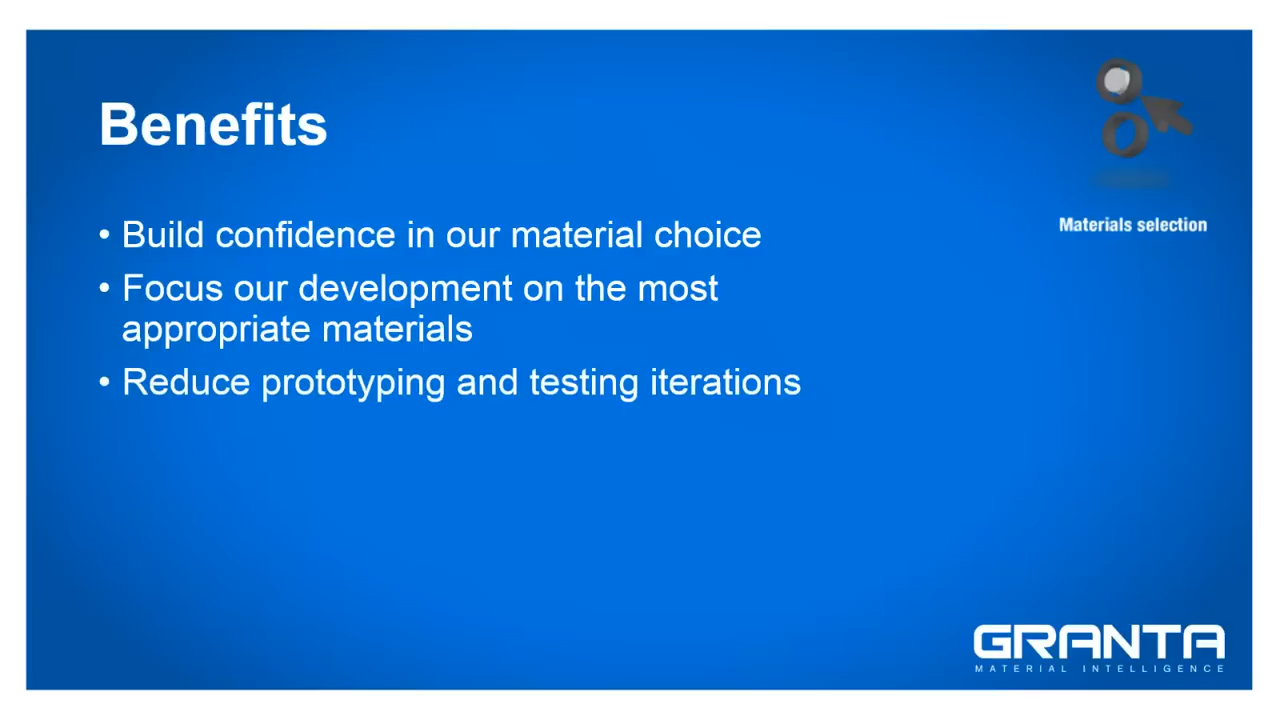 Benefits
• Build confidence in our material choice
• Focus our development on the most
appropriate materials
• Reduce prototyping and testing iterations
Materials selection
GRANTA
MATERIAL INTELLIGENCE